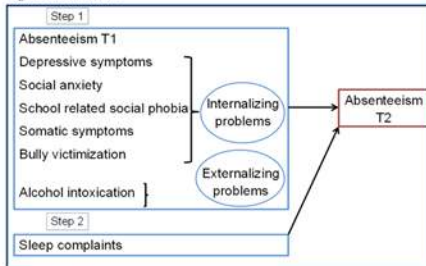 Step 1
Absenteeism T1
Depressive symptoms
Social anxiety
School related social phobia
Somatic symptoms
Bully victimization
Alcohol intoxication
Internalizing
problems
Externalizing
problems
Absenteeism
T2
Step 2
Sleep complaints